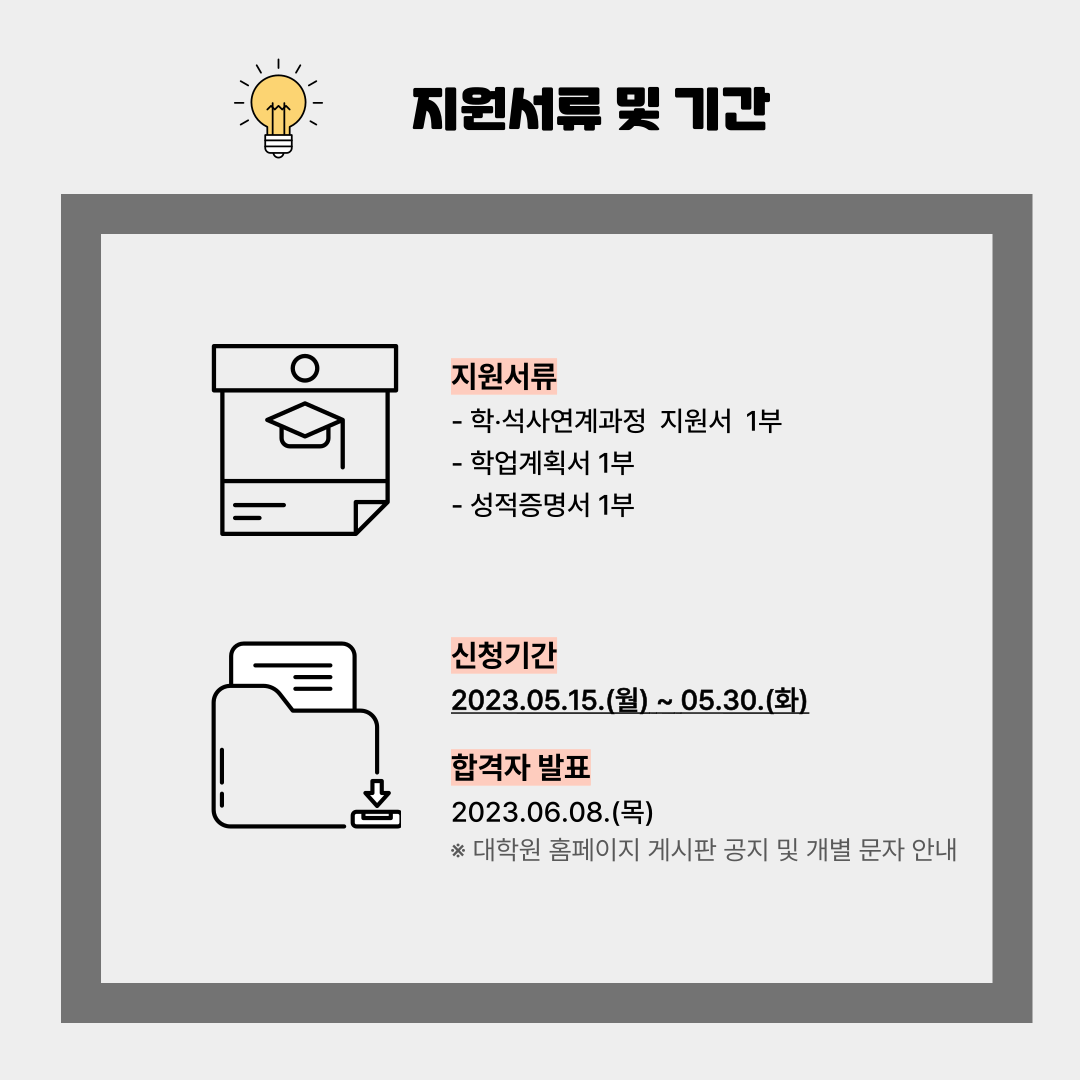 지원서류 및 기간
지원서류
- 학·석사연계과정 지원서 1부
- 학업계획서 1부
- 성적증명서 1부
신청기간
2023.05.15.(월) ~ 05.30.(화)
합격자 발표
2023.06.08.(목)
※ 대학원 홈페이지 게시판 공지 및 개별 문자 안내